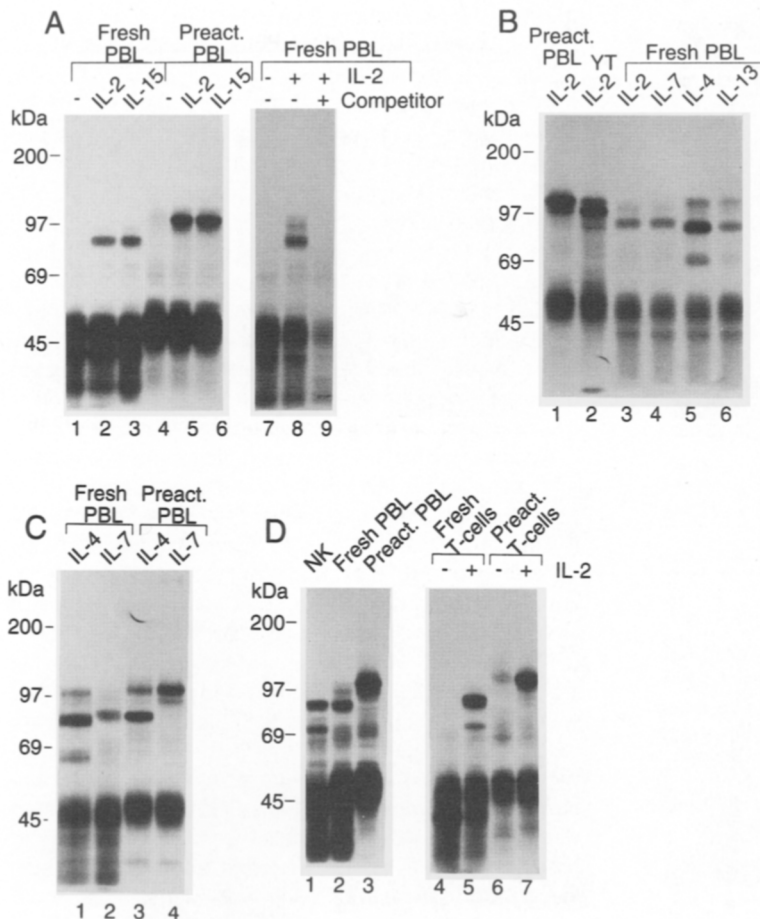 A
Fresh PBL Preact. PBL
- IL-2 IL-15 - IL-2 IL-15
Fresh PBL
- + + IL-2
- - + Competitor
kDa
200
97
69
45
1 2 3 4 5 6 7 8 9
B
Preact. PBL YT Fresh PBL
IL-2 IL-2 IL-2 IL-7 IL-4 IL-13
kDa
200
97
69
45
1 2 3 4 5 6
C
Fresh PBL Preact. PBL
IL-4 IL-7 IL-4 IL-7
kDa
200
97
69
45
1 2 3 4
D
NK Fresh PBL Preact. PBL
Fresh T-cells Preact. T-cells
- + - + IL-2
kDa
200
97
69
45
1 2 3 4 5 6 7